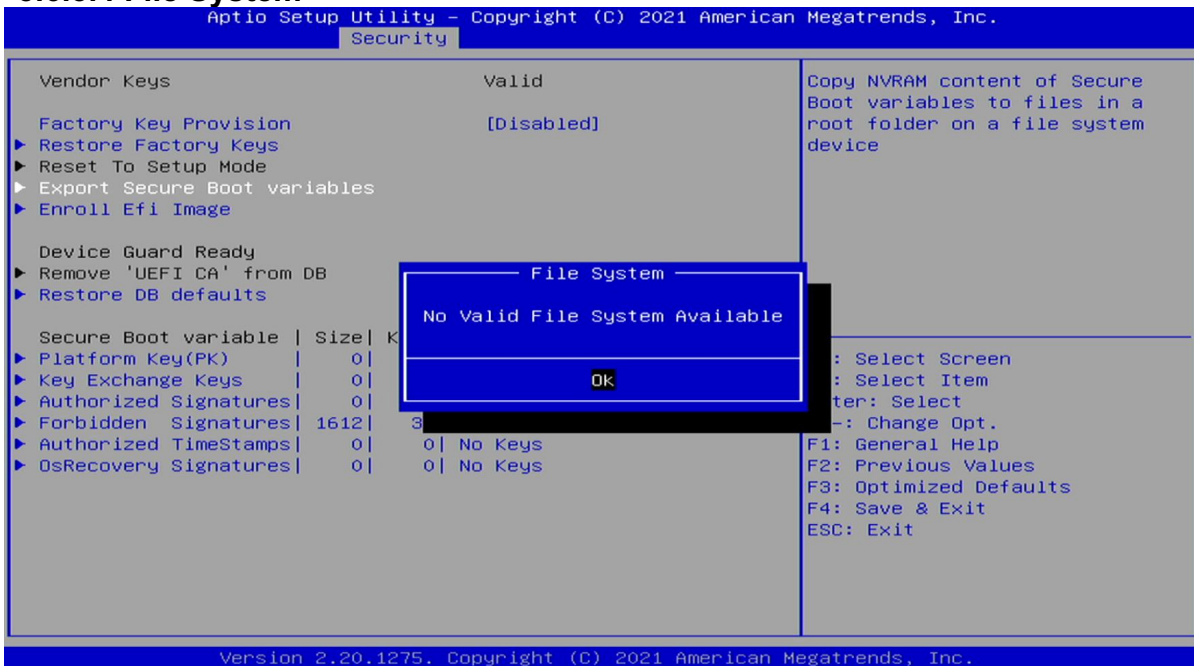 Aptio Setup Utility – Copyright (C) 2021 American Megatrends, Inc.
Security
Vendor Keys Valid
Factory Key Provision [Disabled]
► Restore Factory Keys
► Reset To Setup Mode
► Export Secure Boot variables
► Enroll Efi Image
Device Guard Ready
► Remove 'UEFI CA' from DB
► Restore DB defaults
Secure Boot variable | Size| K
► Platform Key(PK) | 0|
► Key Exchange Keys | 0|
► Authorized Signatures| 0|
► Forbidden Signatures| 1612| 3
► Authorized TimeStamps| 0| 0| No Keys
► OsRecovery Signatures| 0| 0| No Keys
File System
No Valid File System Available
Ok
Copy NVRAM content of Secure
Boot variables to files in a
root folder on a file system
device
: Select Screen
: Select Item
ter: Select
–: Change Opt.
F1: General Help
F2: Previous Values
F3: Optimized Defaults
F4: Save & Exit
ESC: Exit
Version 2.20.1275. Copyright (C) 2021 American Megatrends, Inc.